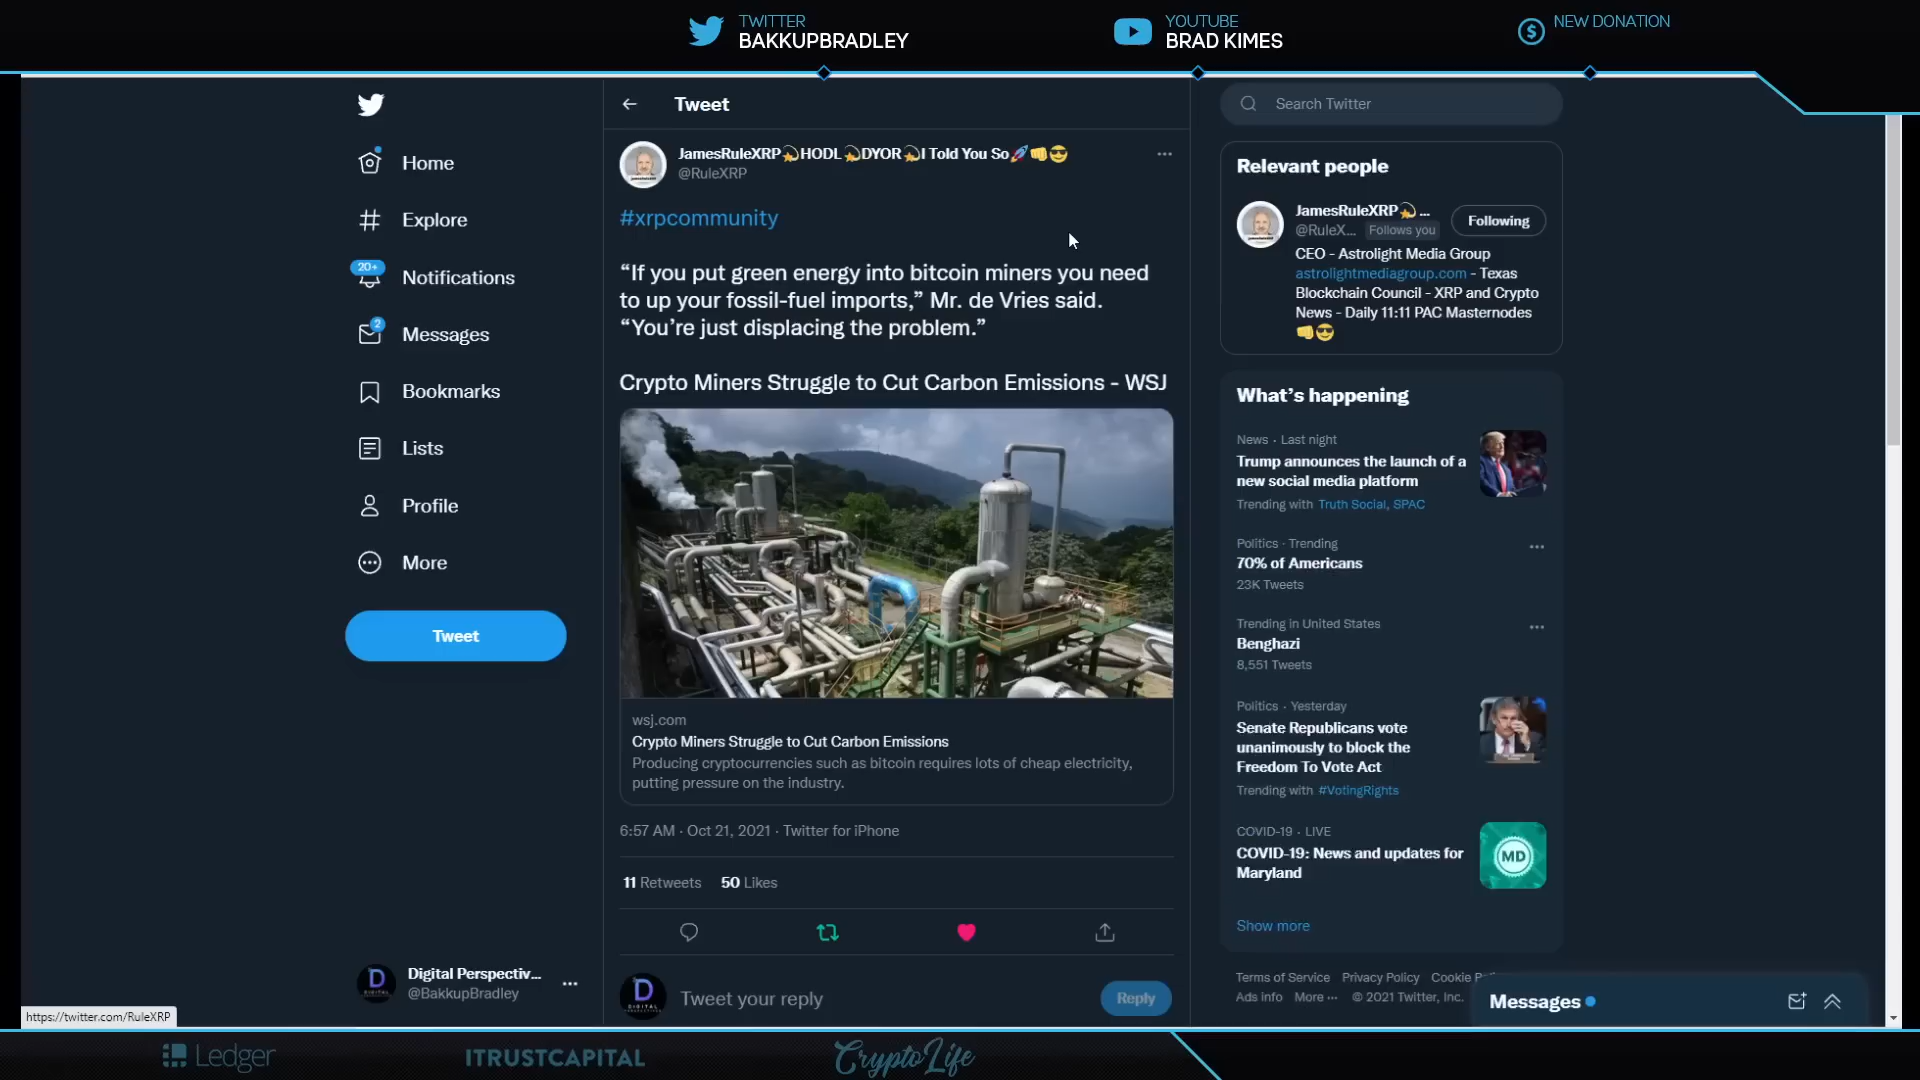 TWITTER
BAKKUPBRADLEY
YOUTUBE
BRAD KIMES
NEW DONATION
Home
Explore
20+
Notifications
2
Messages
Bookmarks
Lists
Profile
More
Tweet
Digital Perspectiv...
@BakkupBradley
https://twitter.com/RuleXRP
Tweet
JamesRuleXRP💫HODL💫DYOR💫I Told You So🚀👊😎
@RuleXRP
#xrpcommunity
“If you put green energy into bitcoin miners you need
to up your fossil-fuel imports,” Mr. de Vries said.
“You’re just displacing the problem.”
Crypto Miners Struggle to Cut Carbon Emissions - WSJ
wsj.com
Crypto Miners Struggle to Cut Carbon Emissions
Producing cryptocurrencies such as bitcoin requires lots of cheap electricity,
putting pressure on the industry.
6:57 AM · Oct 21, 2021 · Twitter for iPhone
11 Retweets 50 Likes
Tweet your reply
Reply
Search Twitter
Relevant people
JamesRuleXRP💫 ...
@RuleX... Follows you
Following
CEO - Astrolight Media Group
astrolightmediagroup.com - Texas
Blockchain Council - XRP and Crypto
News - Daily 11:11 PAC Masternodes
👊😎
What’s happening
News · Last night
Trump announces the launch of a
new social media platform
Trending with Truth Social, SPAC
Politics · Trending
70% of Americans
23K Tweets
Trending in United States
Benghazi
8,551 Tweets
Politics · Yesterday
Senate Republicans vote
unanimously to block the
Freedom To Vote Act
Trending with #VotingRights
COVID-19 · LIVE
COVID-19: News and updates for
Maryland
MD
Show more
Terms of Service Privacy Policy Cookie
Ads info More ··· © 2021 Twitter, Inc.
Messages
Ledger
ITRUSTCAPITAL
CryptoLife